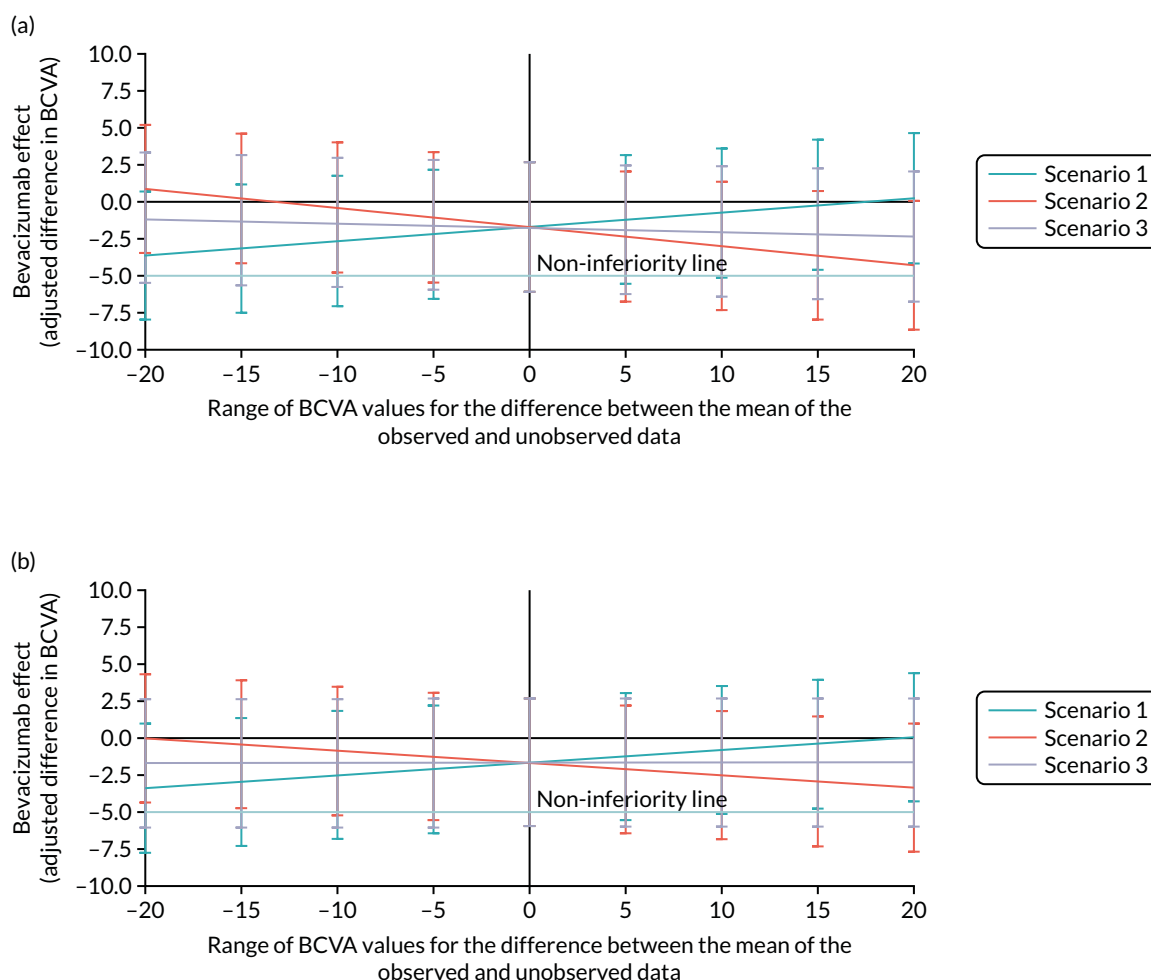 (a)
10.0
7.5
5.0
2.5
0.0
–2.5
–5.0
–7.5
–10.0
Bevacizumab effect
(adjusted difference in BCVA)
Non-inferiority line
–20
–15
–10
–5
0
5
10
15
20
Range of BCVA values for the difference between the mean of the
observed and unobserved data
Scenario 1
Scenario 2
Scenario 3
(b)
10.0
7.5
5.0
2.5
0.0
–2.5
–5.0
–7.5
–10.0
Bevacizumab effect
(adjusted difference in BCVA)
Non-inferiority line
–20
–15
–10
–5
0
5
10
15
20
Range of BCVA values for the difference between the mean of the
observed and unobserved data
Scenario 1
Scenario 2
Scenario 3